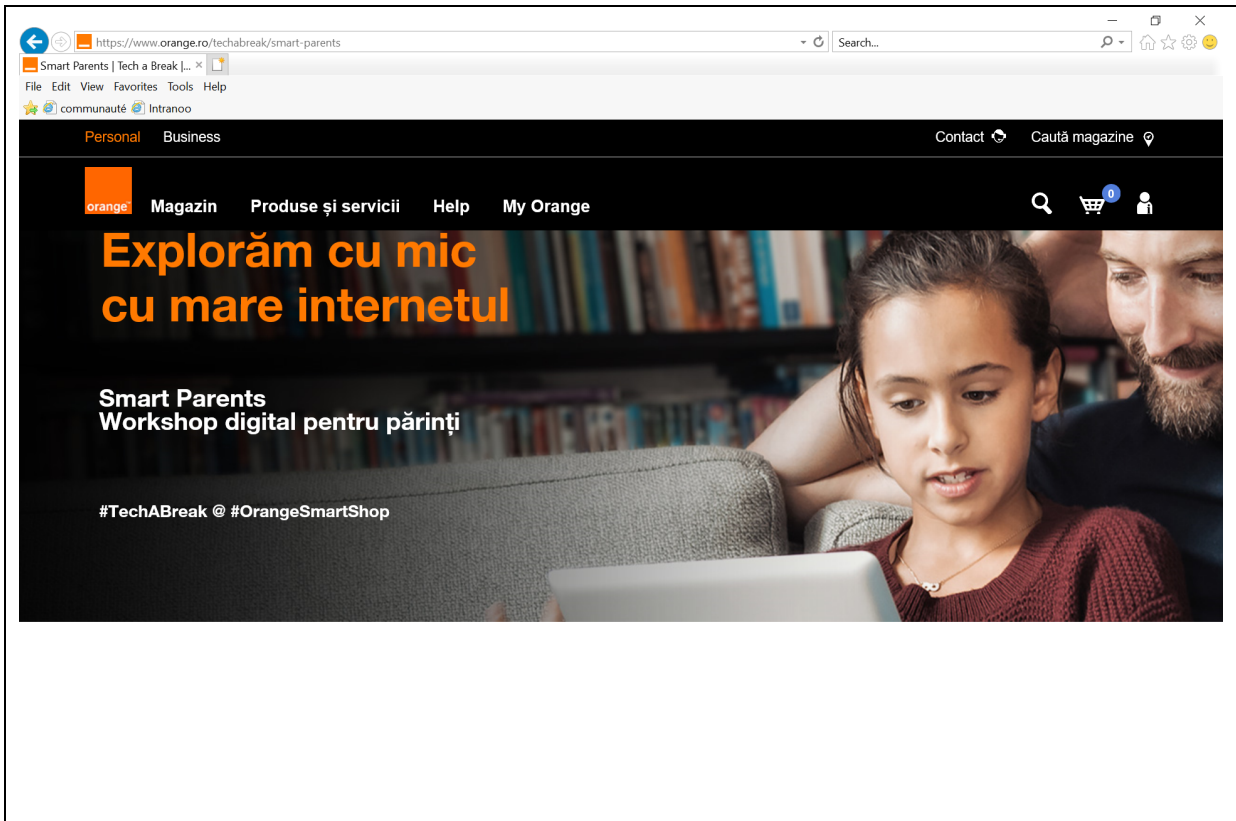 https://www.orange.ro/techabreak/smart-parents
Search...
Smart Parents | Tech a Break |...
File Edit View Favorites Tools Help
communauté Intranoo
Personal Business Contact Caută magazine
orange™ Magazin Produse și servicii Help My Orange 0
Explorăm cu mic
cu mare internetul
Smart Parents
Workshop digital pentru părinți
#TechABreak @ #OrangeSmartShop